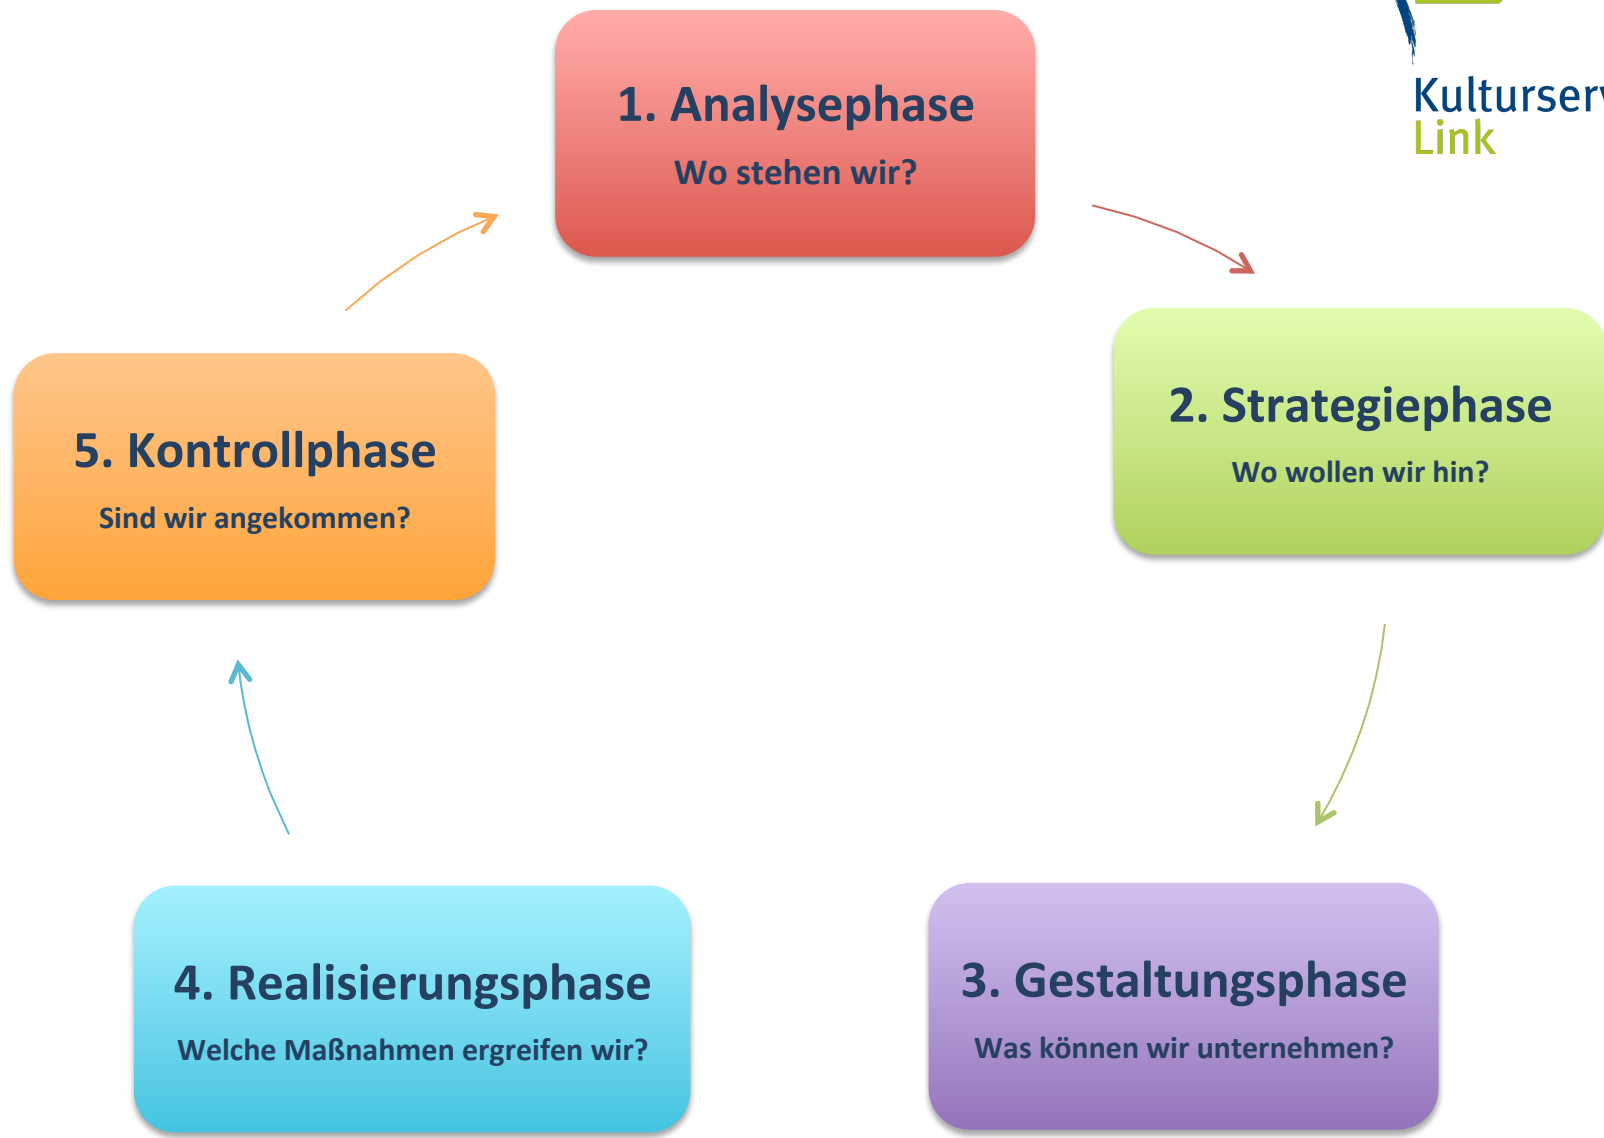 1. Analysephase
Wo stehen wir?
Link
2. Strategiephase
Wo wollen wir hin?
3. Gestaltungsphase
Was können wir unternehmen?
4. Realisierungsphase
Welche Maßnahmen ergreifen wir?
5. Kontrollphase
Sind wir angekommen?